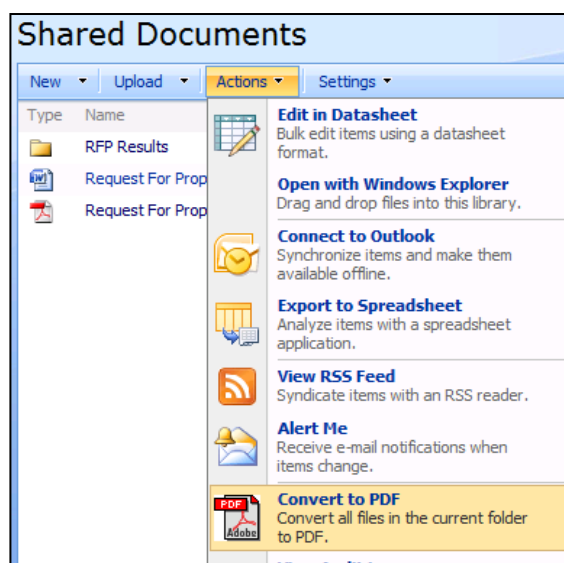 Shared Documents
New Upload Actions Settings
Type Name
RFP Results
Request For Prop
Request For Prop
Edit in Datasheet
Bulk edit items using a datasheet
format.
Open with Windows Explorer
Drag and drop files into this library.
Connect to Outlook
Synchronize items and make them
available offline.
Export to Spreadsheet
Analyze items with a spreadsheet
application.
View RSS Feed
Syndicate items with an RSS reader.
Alert Me
Receive e-mail notifications when
items change.
PDF
Adobe
Convert to PDF
Convert all files in the current folder
to PDF.